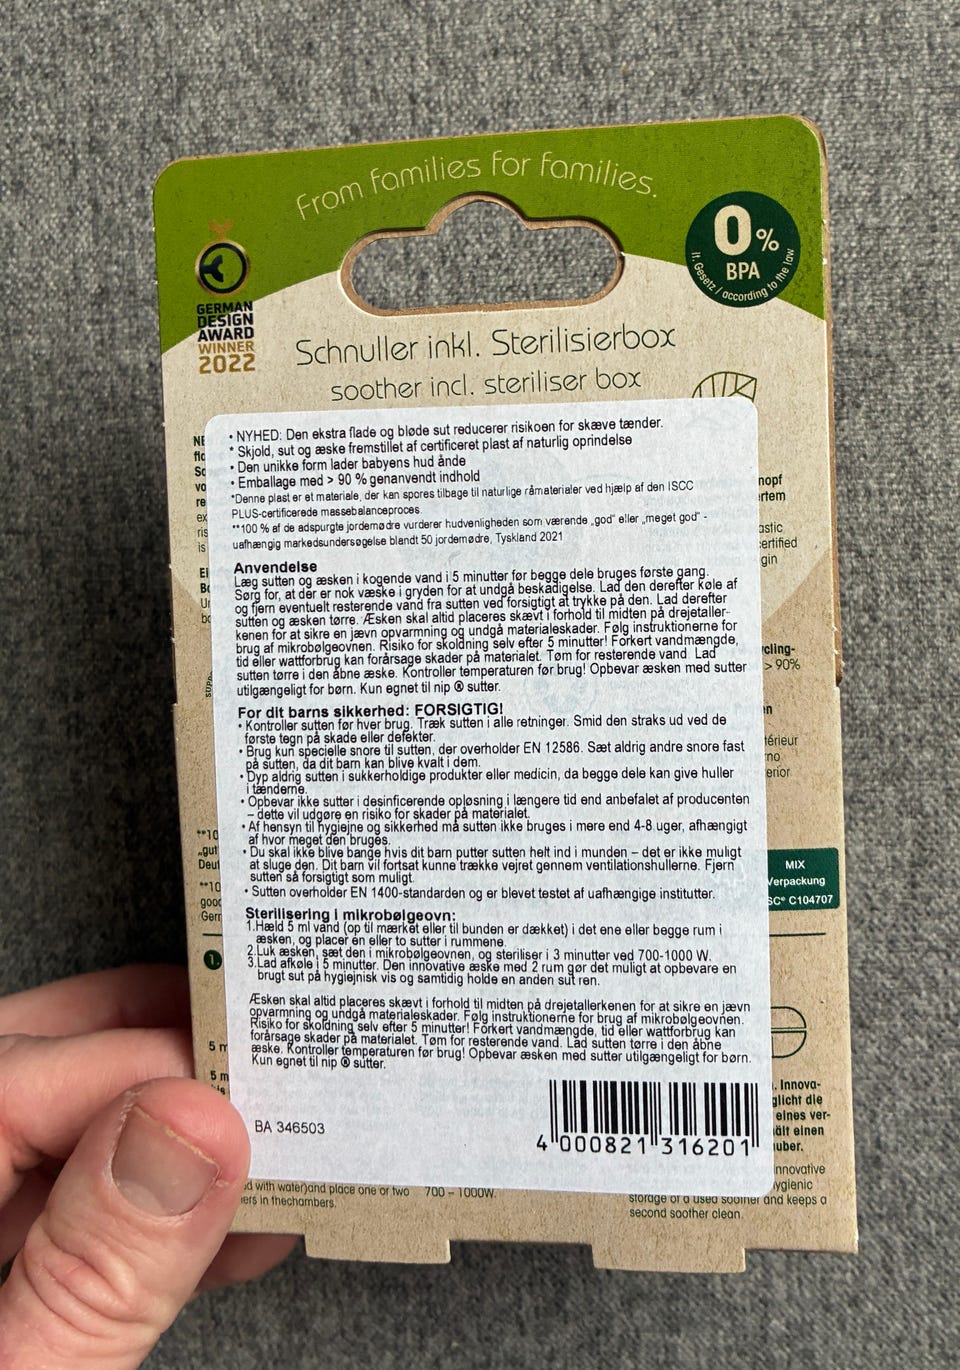 From families for families.
0%
BPA
lt. Gesetz / according to the law
GERMAN
DESIGN
AWARD
WINNER
2022
Schnuller inkl. Sterilisierbox
soother incl. steriliser box
• NYHED: Den ekstra flade og bløde sut reducerer risikoen for skæve tænder.
* Skjold, sut og æske fremstillet af certificeret plast af naturlig oprindelse
• Den unikke form lader babyens hud ånde
• Emballage med > 90 % genanvendt indhold
*Denne plast er et materiale, der kan spores tilbage til naturlige råmaterialer ved hjælp af den ISCC
PLUS-certificerede massebalanceproces.
**100 % af de adspurgte jordemødre vurderer hudvenligheden som værende „god" eller „meget god" -
uafhængig markedsundersøgelse blandt 50 jordemødre, Tyskland 2021
Anvendelse
Læg sutten og æsken i kogende vand i 5 minutter før begge dele bruges første gang.
Sørg for, at der er nok væske i gryden for at undgå beskadigelse. Lad den derefter køle af
og fjern eventuelt resterende vand fra sutten ved forsigtigt at trykke på den. Lad derefter
sutten og æsken tørre. Æsken skal altid placeres skævt i forhold til midten på drejetaller-
kenen for at sikre en jævn opvarmning og undgå materialeskader. Følg instruktionerne for
brug af mikrobølgeovnen. Risiko for skoldning selv efter 5 minutter! Forkert vandmængde,
tid eller wattforbrug kan forårsage skader på materialet. Tøm for resterende vand. Lad
sutten tørre i den åbne æske. Kontroller temperaturen før brug! Opbevar æsken med sutter
utilgængeligt for børn. Kun egnet til nip ® sutter.
For dit barns sikkerhed: FORSIGTIG!
• Kontroller sutten før hver brug. Træk sutten i alle retninger. Smid den straks ud ved de
første tegn på skade eller defekter.
• Brug kun specielle snore til sutten, der overholder EN 12586. Sæt aldrig andre snore fast
på sutten, da dit barn kan blive kvalt i dem.
• Dyp aldrig sutten i sukkerholdige produkter eller medicin, da begge dele kan give huller
i tænderne.
• Opbevar ikke sutter i desinficerende opløsning i længere tid end anbefalet af producenten
– dette vil udgøre en risiko for skader på materialet.
• Af hensyn til hygiejne og sikkerhed må sutten ikke bruges i mere end 4-8 uger, afhængigt
af hvor meget den bruges.
• Du skal ikke blive bange hvis dit barn putter sutten helt ind i munden – det er ikke muligt
at sluge den. Dit barn vil fortsat kunne trække vejret gennem ventilationshullerne. Fjern
sutten så forsigtigt som muligt.
• Sutten overholder EN 1400-standarden og er blevet testet af uafhængige institutter.
Sterilisering i mikrobølgeovn:
1.Hæld 5 ml vand (op til mærket eller til bunden er dækket) i det ene eller begge rum i
æsken, og placer én eller to sutter i rummene.
2.Luk æsken, sæt den i mikrobølgeovnen, og steriliser i 3 minutter ved 700-1000 W.
3.Lad afkøle i 5 minutter. Den innovative æske med 2 rum gør det muligt at opbevare en
brugt sut på hygiejnisk vis og samtidig holde en anden sut ren.
Æsken skal altid placeres skævt i forhold til midten på drejetallerkenen for at sikre en jævn
opvarmning og undgå materialeskader. Følg instruktionerne for brug af mikrobølgeovnen.
Risiko for skoldning selv efter 5 minutter! Forkert vandmængde, tid eller wattforbrug kan
forårsage skader på materialet. Tøm for resterende vand. Lad sutten tørre i den åbne
æske. Kontroller temperaturen før brug! Opbevar æsken med sutter utilgængeligt for børn.
Kun egnet til nip ® sutter.
BA 346503
4 000821 316201
> 90%
MIX
Verpackung
C104707
1.
with water)and place one or two
in thechambers.
700 – 1000W.
Innova-
glicht die
eines ver-
einen
innovative
storage of a used soother and keeps a
second soother clean.